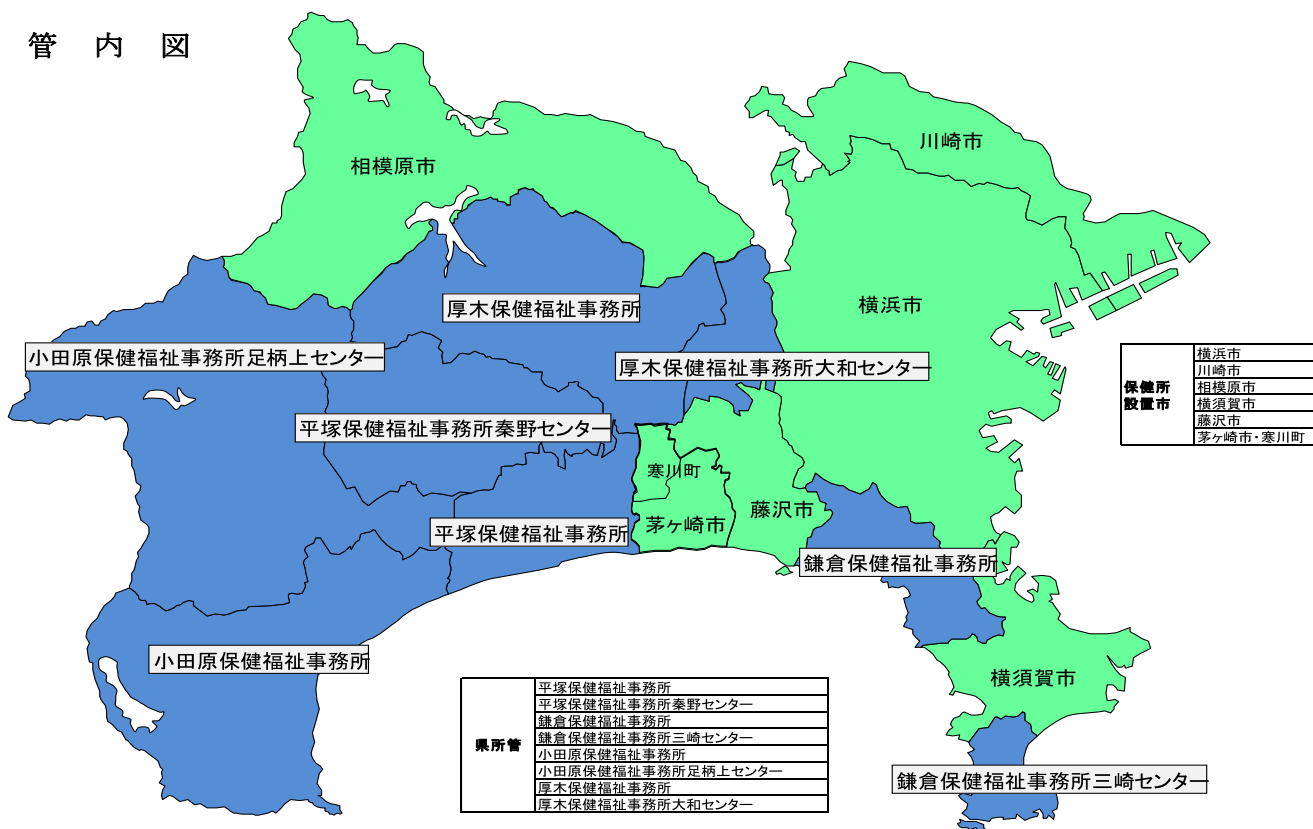 管 内 図
川崎市
相模原市
横浜市
厚木保健福祉事務所
小田原保健福祉事務所足柄上センター
厚木保健福祉事務所大和センター
平塚保健福祉事務所秦野センター
寒川町
茅ヶ崎市
藤沢市
平塚保健福祉事務所
鎌倉保健福祉事務所
小田原保健福祉事務所
横須賀市
鎌倉保健福祉事務所三崎センター
保健所
設置市
横浜市
川崎市
相模原市
横須賀市
藤沢市
茅ヶ崎市・寒川町
県所管
平塚保健福祉事務所
平塚保健福祉事務所秦野センター
鎌倉保健福祉事務所
鎌倉保健福祉事務所三崎センター
小田原保健福祉事務所
小田原保健福祉事務所足柄上センター
厚木保健福祉事務所
厚木保健福祉事務所大和センター